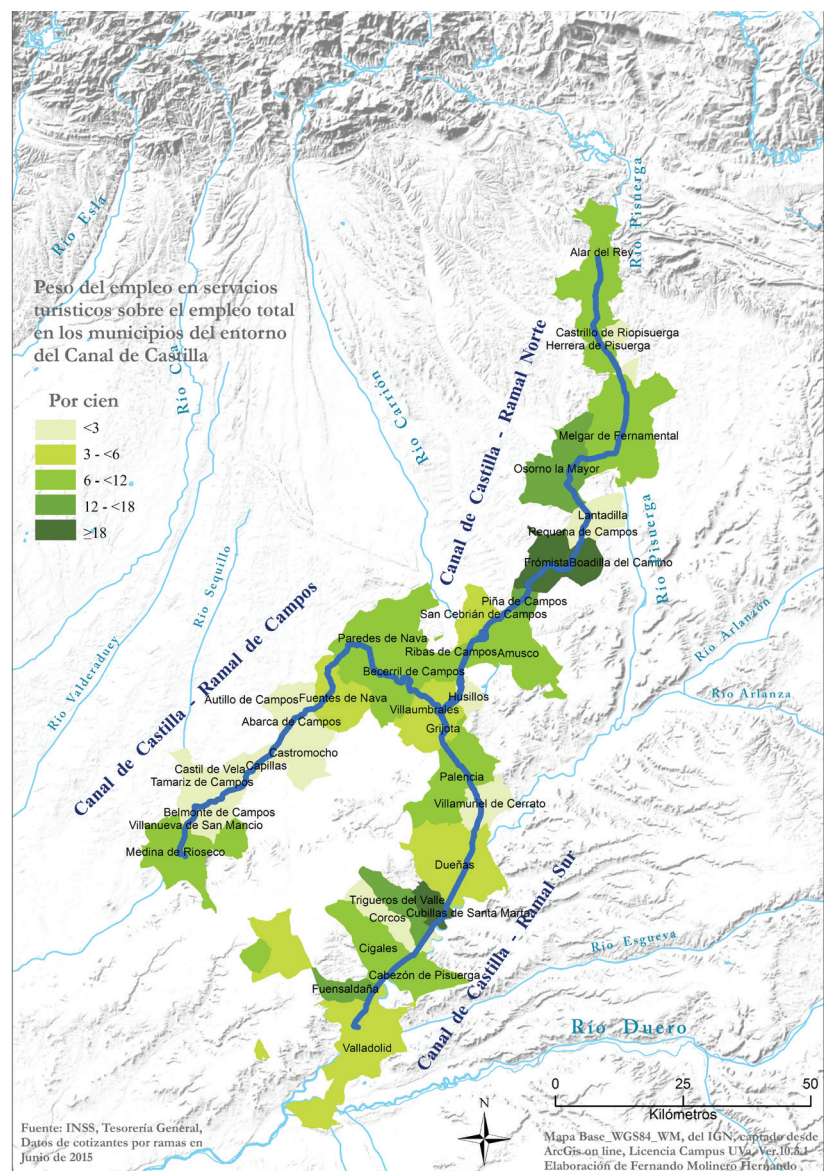 Río Esla
Río Pisuerga
Alar del Rey
Peso del empleo en servicios
turísticos sobre el empleo total
en los municipios del entorno
del Canal de Castilla
Por cien
<3
3 - <6
6 - <12
12 - <18
≥18
Río Cea
Río Carrión
Canal de Castilla - Ramal Norte
Castrillo de Riopisuerga
Herrera de Pisuerga
Melgar de Fernamental
Osorno la Mayor
Lantadilla
Requena de Campos
Frómista
Boadilla del Camino
Río Pisuerga
Río Sequillo
Río Valderaduey
Canal de Castilla - Ramal de Campos
Piña de Campos
San Cebrián de Campos
Ribas de Campos
Amusco
Río Arlanzón
Río Arlanza
Paredes de Nava
Becerril de Campos
Autillo de Campos
Fuentes de Nava
Villaumbrales
Husillos
Abarca de Campos
Grijota
Castromocho
Capillas
Castil de Vela
Tamariz de Campos
Palencia
Villamuriel de Cerrato
Belmonte de Campos
Villanueva de San Mancio
Medina de Rioseco
Dueñas
Trigueros del Valle
Cubillas de Santa Marta
Corcos
Cigales
Cabezón de Pisuerga
Fuensaldaña
Valladolid
Canal de Castilla - Ramal Sur
Río Esgueva
Río Duero
N
0 25 50
Kilómetros
Fuente: INSS, Tesorería General,
Datos de cotizantes por ramas en
Junio de 2015
Mapa Base_WGS84_WM, del IGN, captado desde
ArcGis on line, Licencia Campus UVa, Ver.10.3.1
Elaboración de Fernando Molinero Hernando